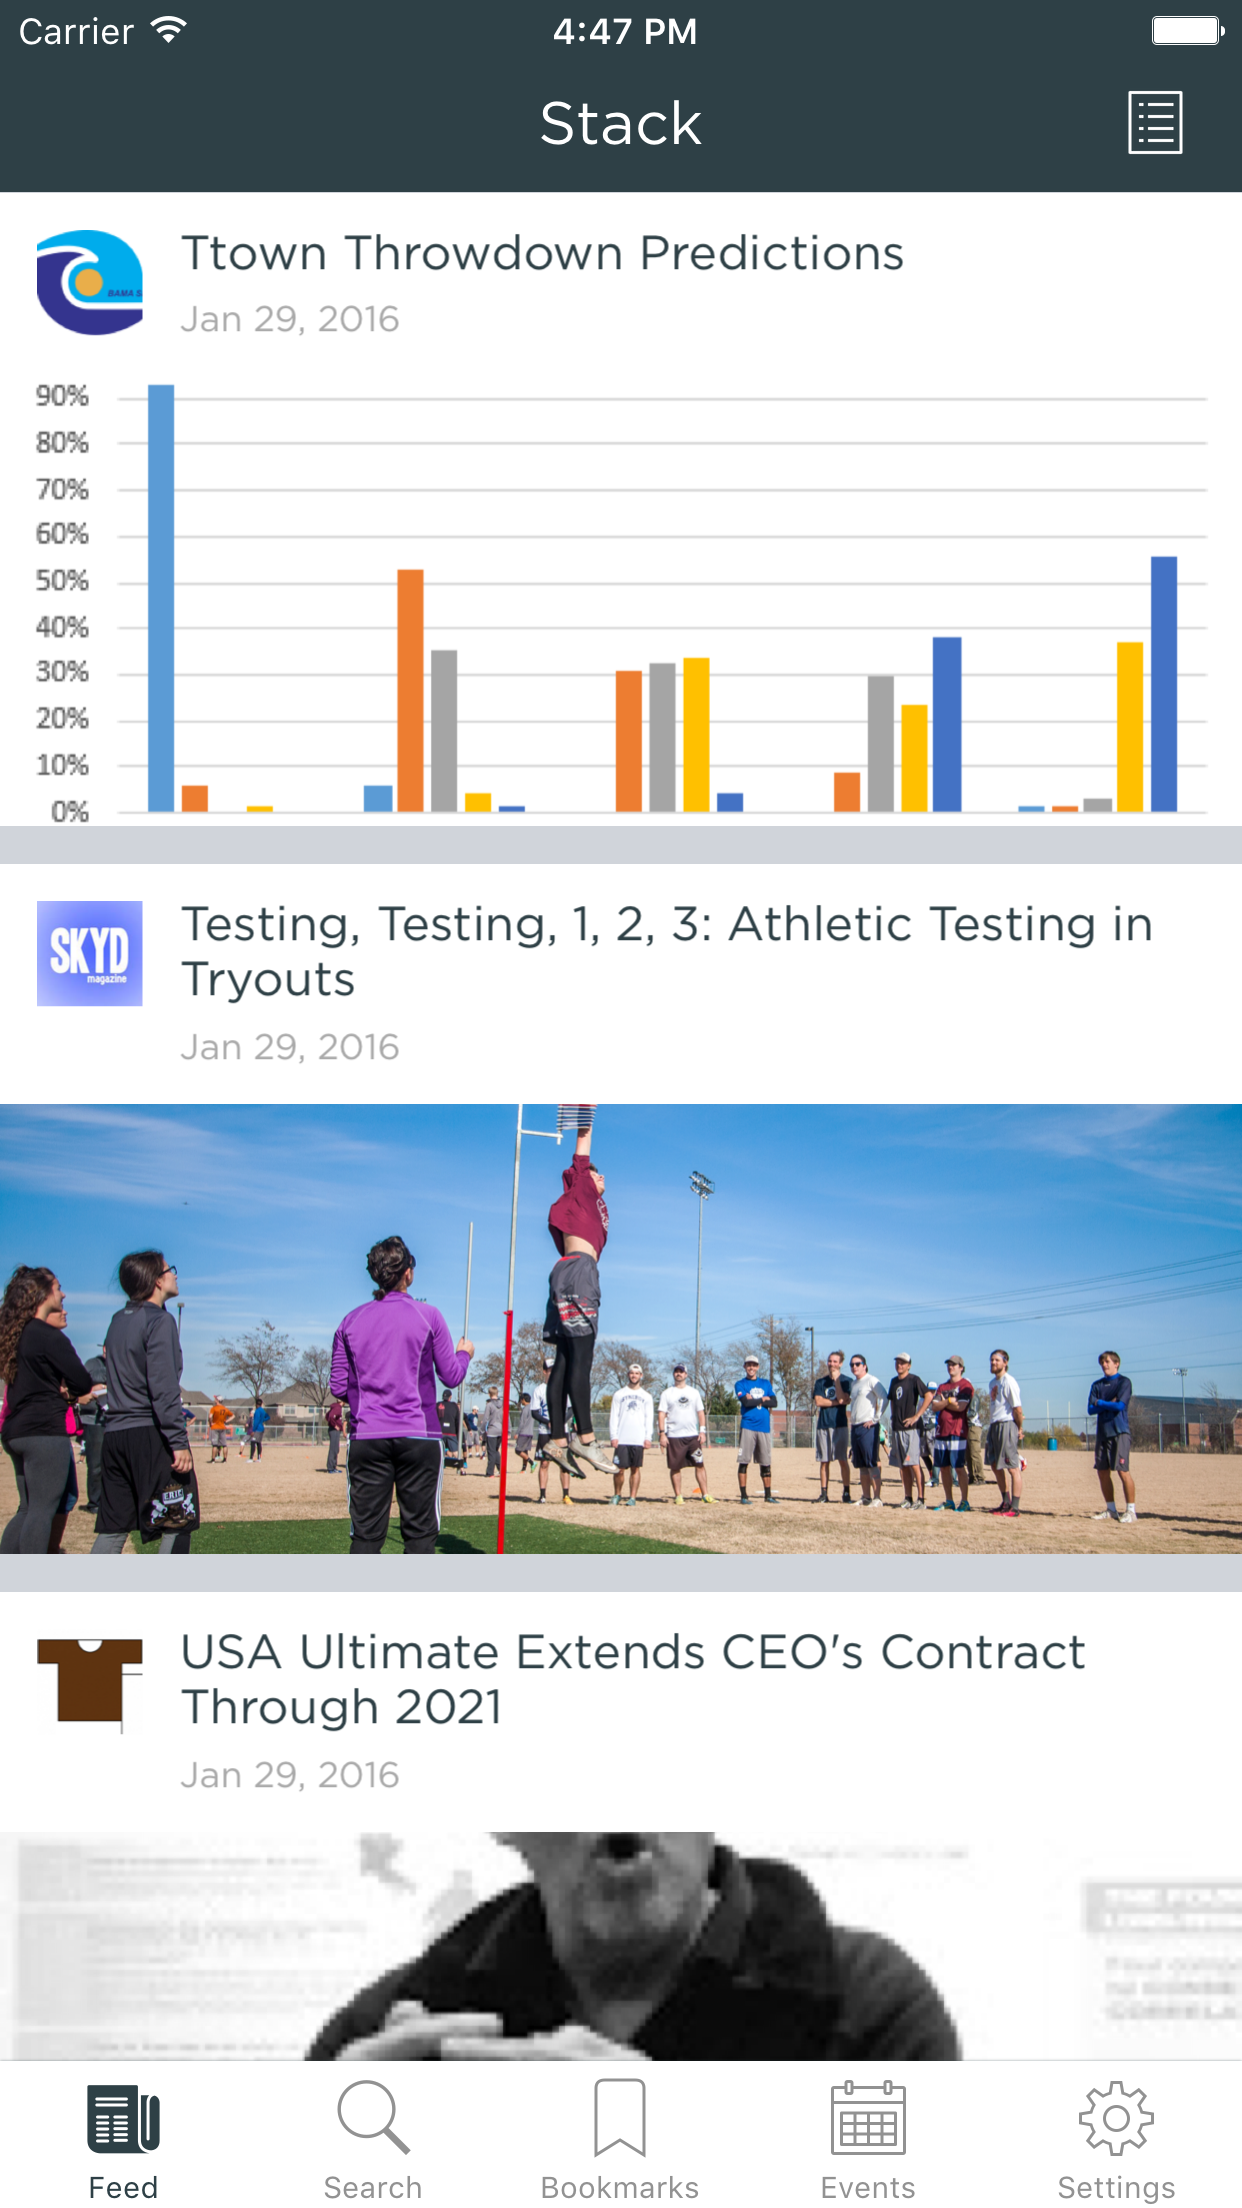 Carrier
4:47 PM
Stack
Ttown Throwdown Predictions
Jan 29, 2016
BAMA S
90%
80%
70%
60%
50%
40%
30%
20%
10%
0%
SKYD
magazine
Testing, Testing, 1, 2, 3: Athletic Testing in
Tryouts
Jan 29, 2016
ERIC
USA Ultimate Extends CEO's Contract
Through 2021
Jan 29, 2016
Feed
Search
Bookmarks
Events
Settings